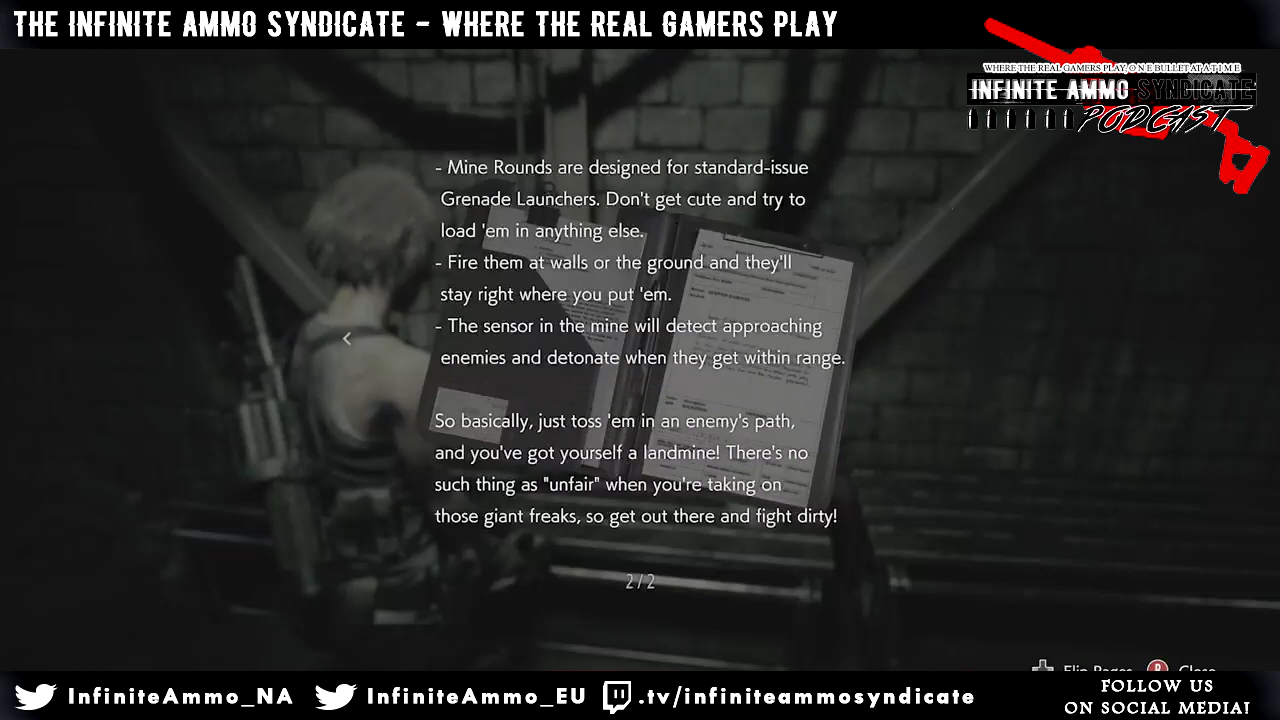 THE INFINITE AMMO SYNDICATE - WHERE THE REAL GAMERS PLAY
WHERE THE REAL GAMERS PLAY, ONE BULLET AT A TIME
INFINITE AMMO SYNDICATE
PODCAST
- Mine Rounds are designed for standard-issue
Grenade Launchers. Don't get cute and try to
load 'em in anything else.
- Fire them at walls or the ground and they'll
stay right where you put 'em.
- The sensor in the mine will detect approaching
enemies and detonate when they get within range.
So basically, just toss 'em in an enemy's path,
and you've got yourself a landmine! There's no
such thing as "unfair" when you're taking on
those giant freaks, so get out there and fight dirty!
2/2
Flip Pages B Close
InfiniteAmmo_NA InfiniteAmmo_EU .tv/infiniteammosyndicate
FOLLOW US
ON SOCIAL MEDIA!